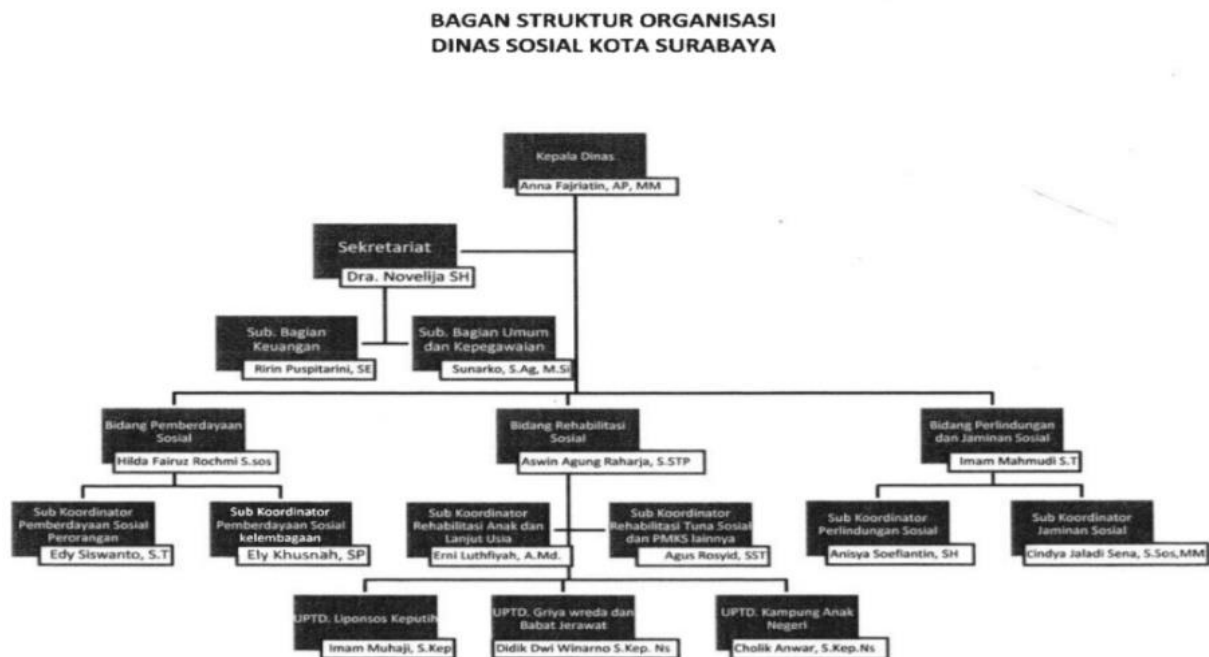 BAGAN STRUKTUR ORGANISASI
DINAS SOSIAL KOTA SURABAYA
Kepala Dinas
Anna Fajriatin, AP, MM
Sekretariat
Dra. Novelija SH
Sub. Bagian
Keuangan
Ririn Puspitarini, SE
Sub. Bagian Umum
dan Kepegawaian
Sunarko, S.Ag, M.Si
Bidang Pemberdayaan
Sosial
Hilda Fairuz Rochmi S.sos
Bidang Rehabilitasi
Sosial
Aswin Agung Raharja, S.STP
Bidang Perlindungan
dan Jaminan Sosial
Imam Mahmudi S.T
Sub Koordinator
Pemberdayaan Sosial
Perorangan
Edy Siswanto, S.T
Sub Koordinator
Pemberdayaan Sosial
kelembagaan
Ely Khusnah, SP
Sub Koordinator
Rehabilitasi Anak dan
Lanjut Usia
Erni Luthfiyah, A.Md.
Sub Koordinator
Rehabilitasi Tuna Sosial
dan PMKS lainnya
Agus Rosyid, SST
Sub Koordinator
Perlindungan Sosial
Anisya Soefiantin, SH
Sub Koordinator
Jaminan Sosial
Cindya Jaladi Sena, S.Sos,MM
UPTD. Liponsos Keputih
Imam Muhaji, S.Kep
UPTD. Griya wreda dan
Babat Jerawat
Didik Dwi Winarno S.Kep. Ns
UPTD. Kampung Anak
Negeri
Cholik Anwar, S.Kep.Ns